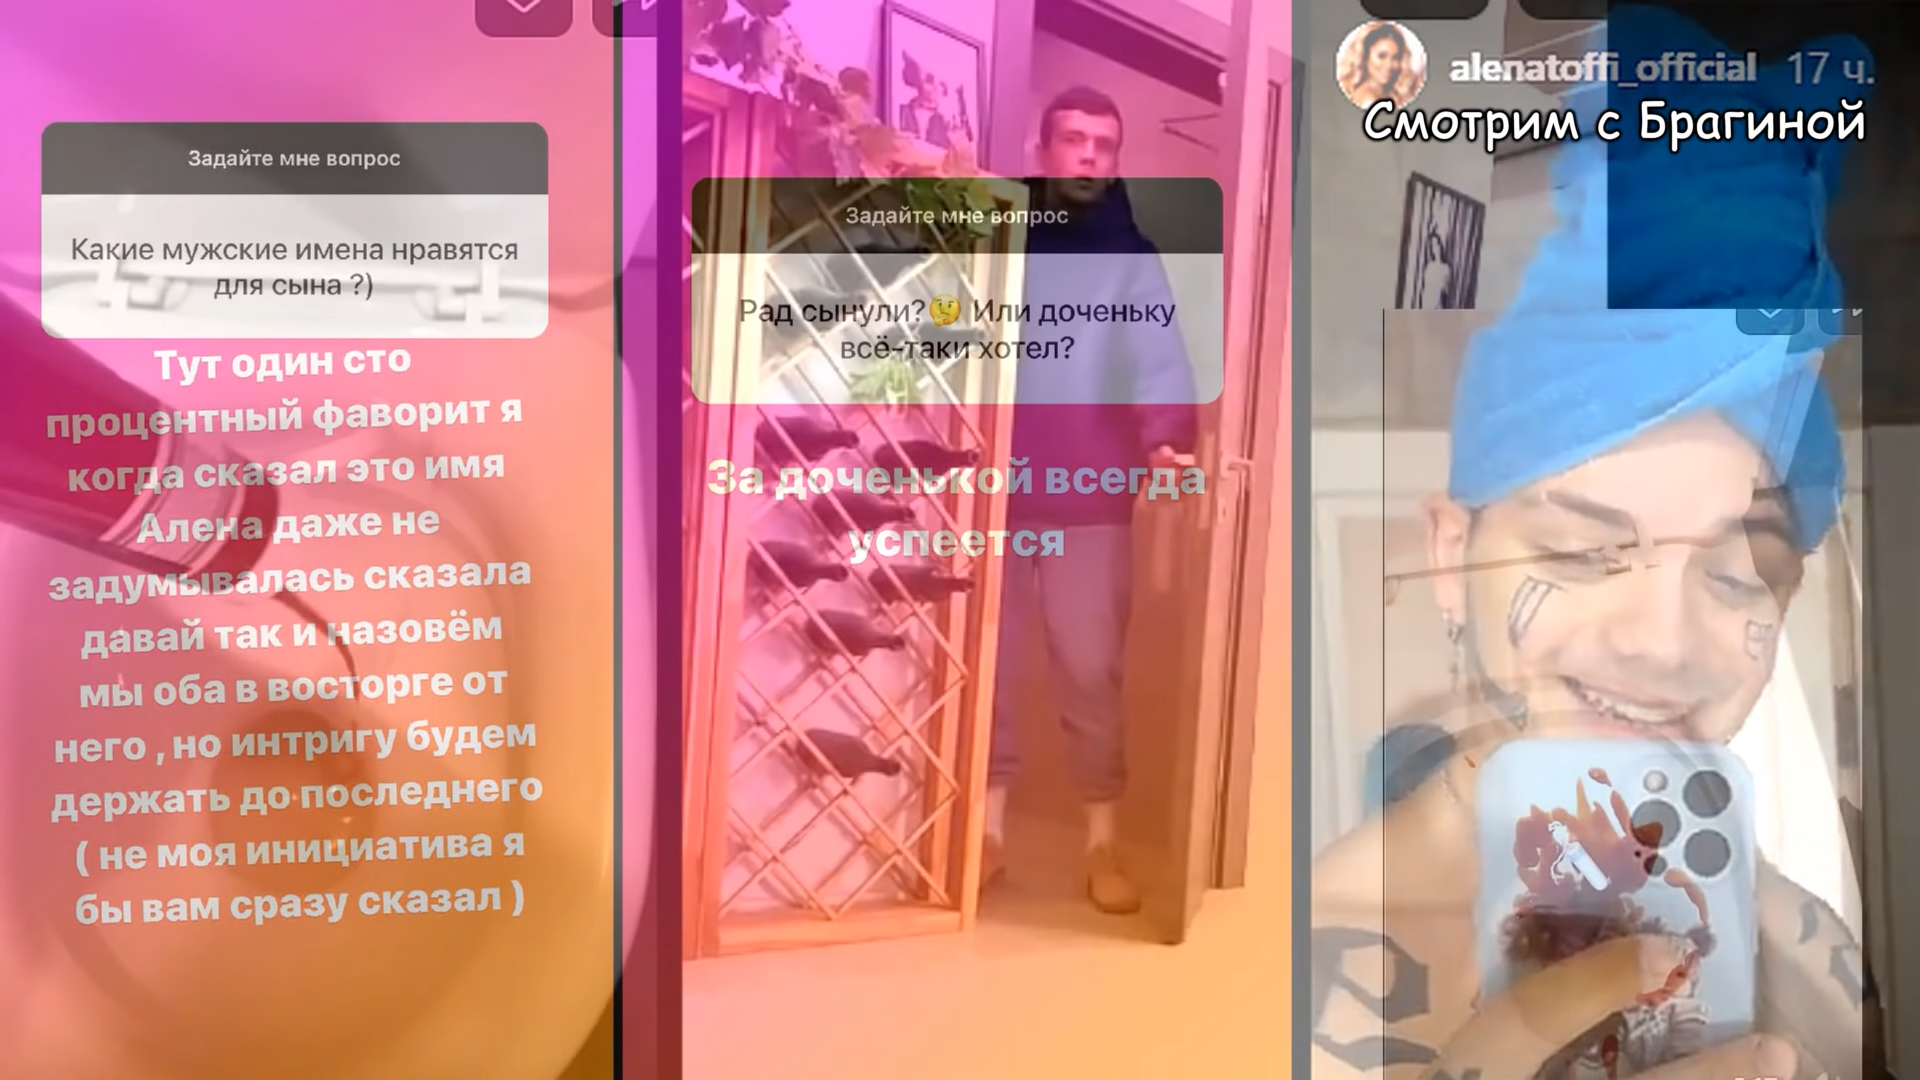 Задайте мне вопрос
Какие мужские имена нравятся
для сына ?)
Тут один сто
процентный фаворит я
когда сказал это имя
Алена даже не
задумывалась сказала
давай так и назовём
мы оба в восторге от
него , но интригу будем
держать до последнего
( не моя инициатива я
бы вам сразу сказал )
Задайте мне вопрос
Рад сынули?🤔 Или доченьку
всё-таки хотел?
За доченькой всегда
успеется
alenatoffi_official 17 ч.
Смотрим с Брагиной